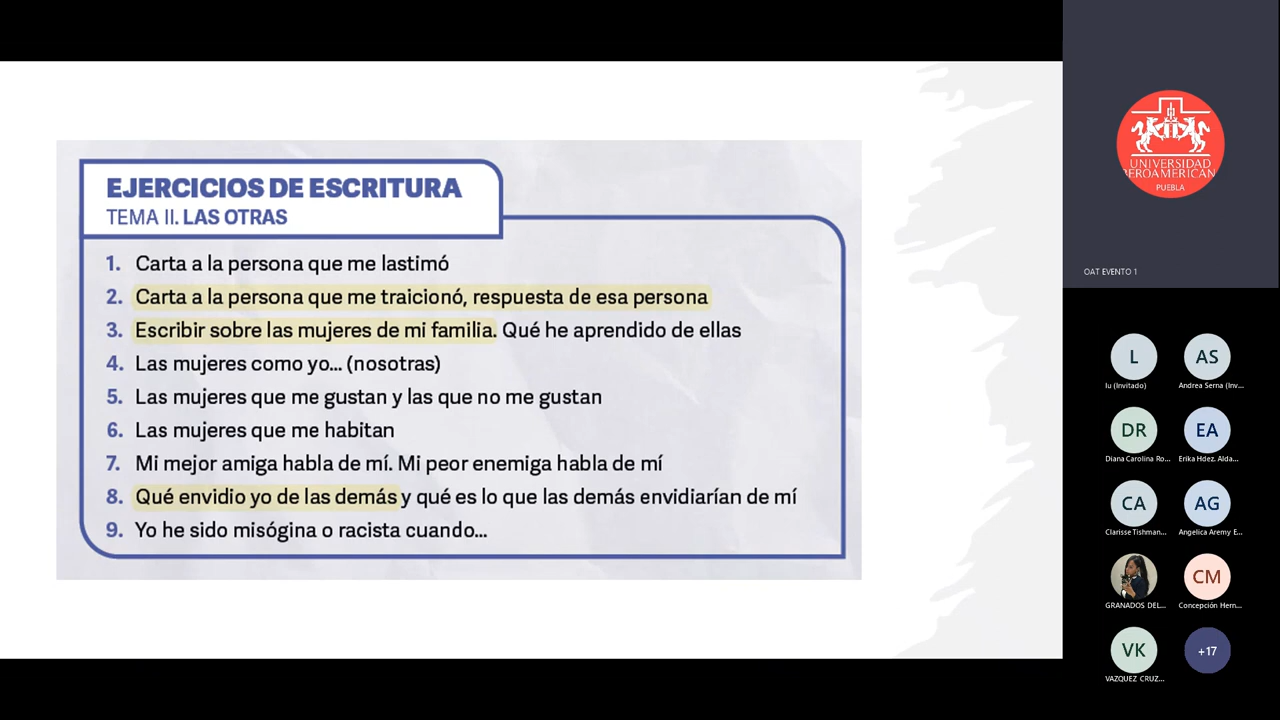 EJERCICIOS DE ESCRITURA
TEMA II. LAS OTRAS
1. Carta a la persona que me lastimó
2. Carta a la persona que me traicionó, respuesta de esa persona
3. Escribir sobre las mujeres de mi familia. Qué he aprendido de ellas
4. Las mujeres como yo... (nosotras)
5. Las mujeres que me gustan y las que no me gustan
6. Las mujeres que me habitan
7. Mi mejor amiga habla de mí. Mi peor enemiga habla de mí
8. Qué envidio yo de las demás y qué es lo que las demás envidiarían de mí
9. Yo he sido misógina o racista cuando...
UNIVERSIDAD
IBEROAMERICANA
PUEBLA
OAT EVENTO 1
L AS
lu (Invitado) Andrea Serna (Inv...
DR EA
Diana Carolina Ro... Erika Hdez. Alda...
CA AG
Clarisse Tishman... Angelica Aremy E...
CM
GRANADOS DEL... Concepción Hern...
VK +17
VAZQUEZ CRUZ...